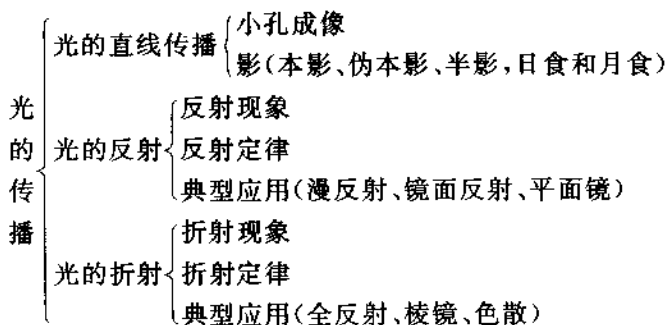 小孔成像
光的直线传播
影(本影、伪本影、半影,日食和月食)
光的传播
反射现象
光的反射
反射定律
典型应用(漫反射、镜面反射、平面镜)
折射现象
光的折射
折射定律
典型应用(全反射、棱镜、色散)